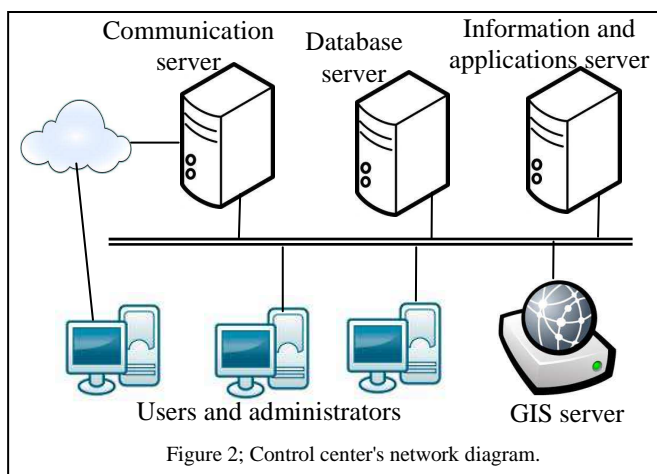 Communication
server
Database
server
Information and
applications server
Users and administrators
GIS server
Figure 2; Control center's network diagram.